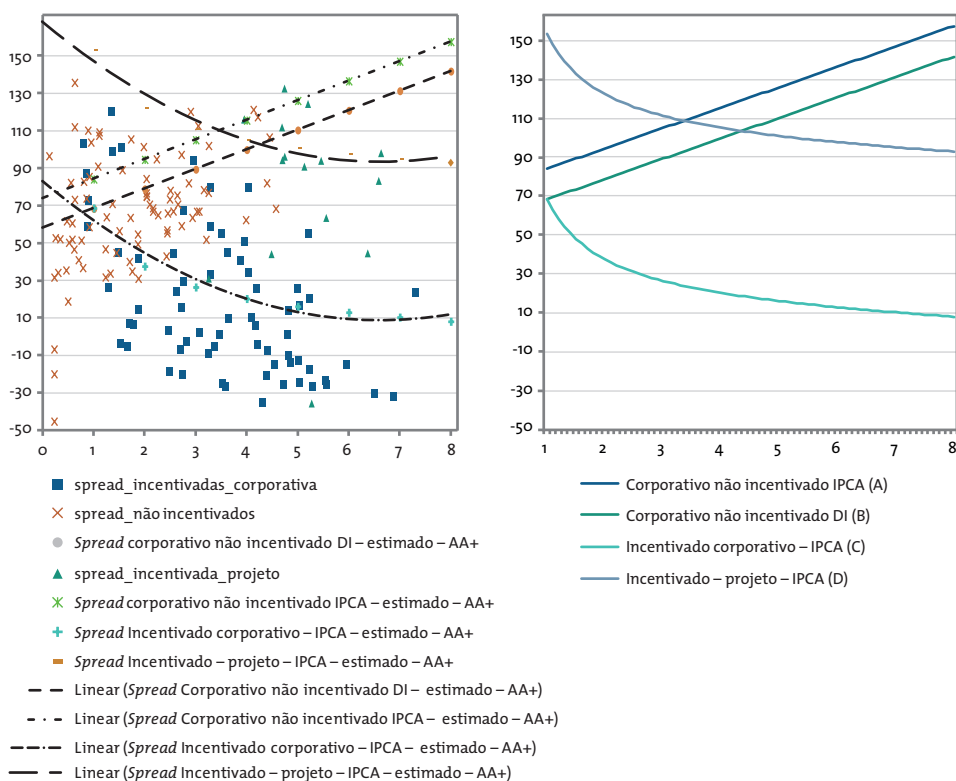 150
130
110
90
70
50
30
10
-10
-30
-50
0 1 2 3 4 5 6 7 8
150
130
110
90
70
50
30
10
-10
-30
-50
1 2 3 4 5 6 7 8
spread_incentivadas_corporativa
spread_não incentivados
Spread corporativo não incentivado DI – estimado – AA+
spread_incentivada_projeto
Spread corporativo não incentivado IPCA – estimado – AA+
Spread Incentivado corporativo – IPCA – estimado – AA+
Spread Incentivado – projeto – IPCA – estimado – AA+
Linear (Spread Corporativo não incentivado DI – estimado – AA+)
Linear (Spread Corporativo não incentivado IPCA – estimado – AA+)
Linear (Spread Incentivado corporativo – IPCA – estimado – AA+)
Linear (Spread Incentivado – projeto – IPCA – estimado – AA+)
Corporativo não incentivado IPCA (A)
Corporativo não incentivado DI (B)
Incentivado corporativo – IPCA (C)
Incentivado – projeto – IPCA (D)